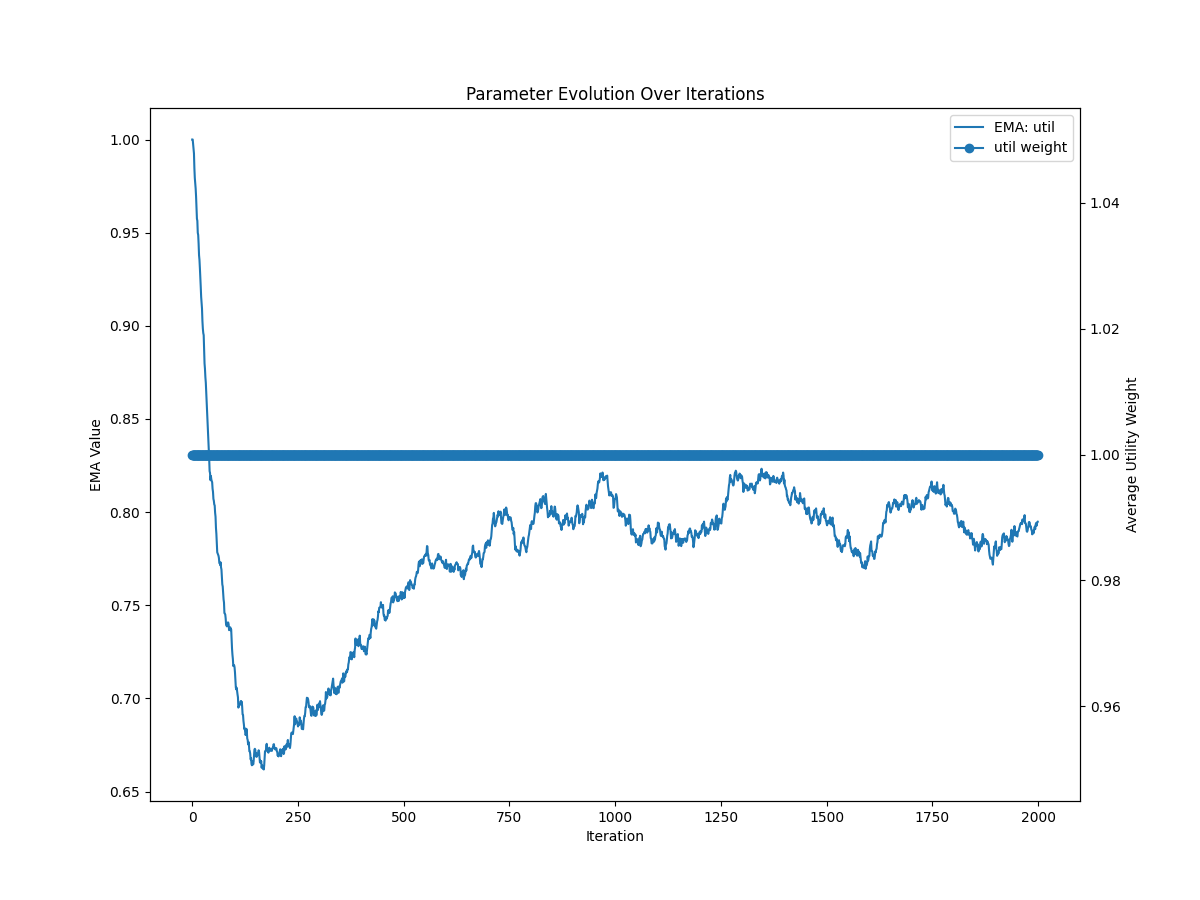 Parameter Evolution Over Iterations
EMA: util
util weight
1.00
0.95
0.90
0.85
0.80
0.75
0.70
0.65
EMA Value
1.04
1.02
1.00
0.98
0.96
Average Utility Weight
0 250 500 750 1000 1250 1500 1750 2000
Iteration